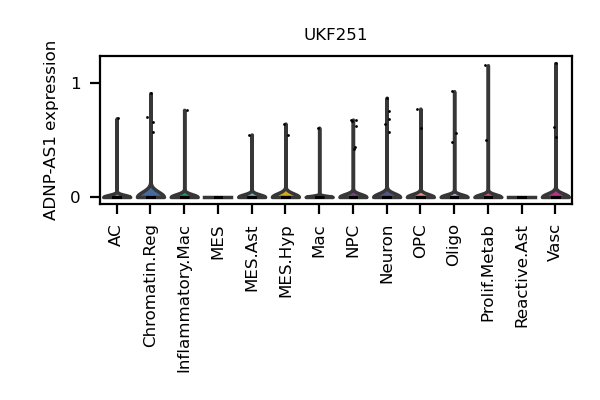 UKF251
ADNP-AS1 expression
1
0
AC
Chromatin.Reg
Inflammatory.Mac
MES
MES.Ast
MES.Hyp
Mac
NPC
Neuron
OPC
Oligo
Prolif.Metab
Reactive.Ast
Vasc